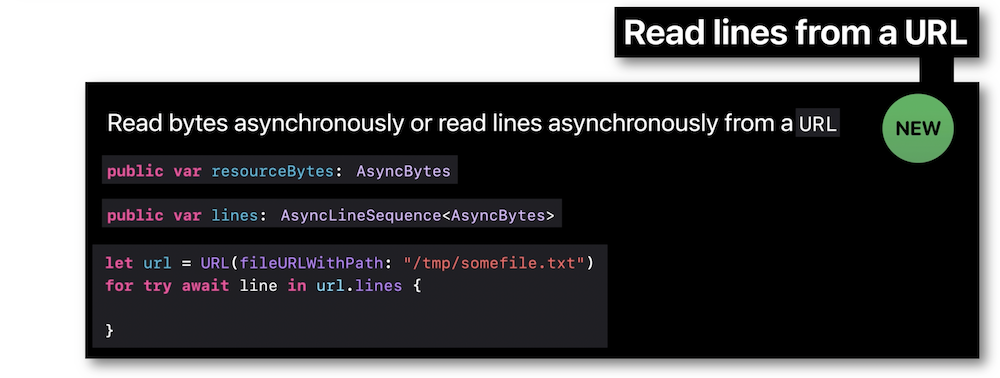 Read lines from a URL
NEW
Read bytes asynchronously or read lines asynchronously from a URL
public var resourceBytes: AsyncBytes
public var lines: AsyncLineSequence<AsyncBytes>
let url = URL(fileURLWithPath: "/tmp/somefile.txt")
for try await line in url.lines {
}